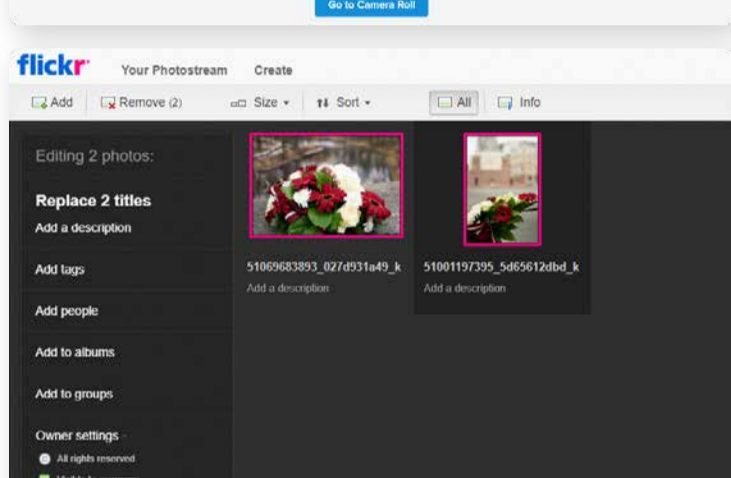 Go to Camera Roll
flickr
Your Photostream Create
Add Remove (2) Size Sort All Info
Editing 2 photos:
Replace 2 titles
Add a description
Add tags
Add people
Add to albums
Add to groups
Owner settings -
All rights reserved
51069683893_027d931a49_k
Add a description
51001197395_5d65612dbd_k
Add a description